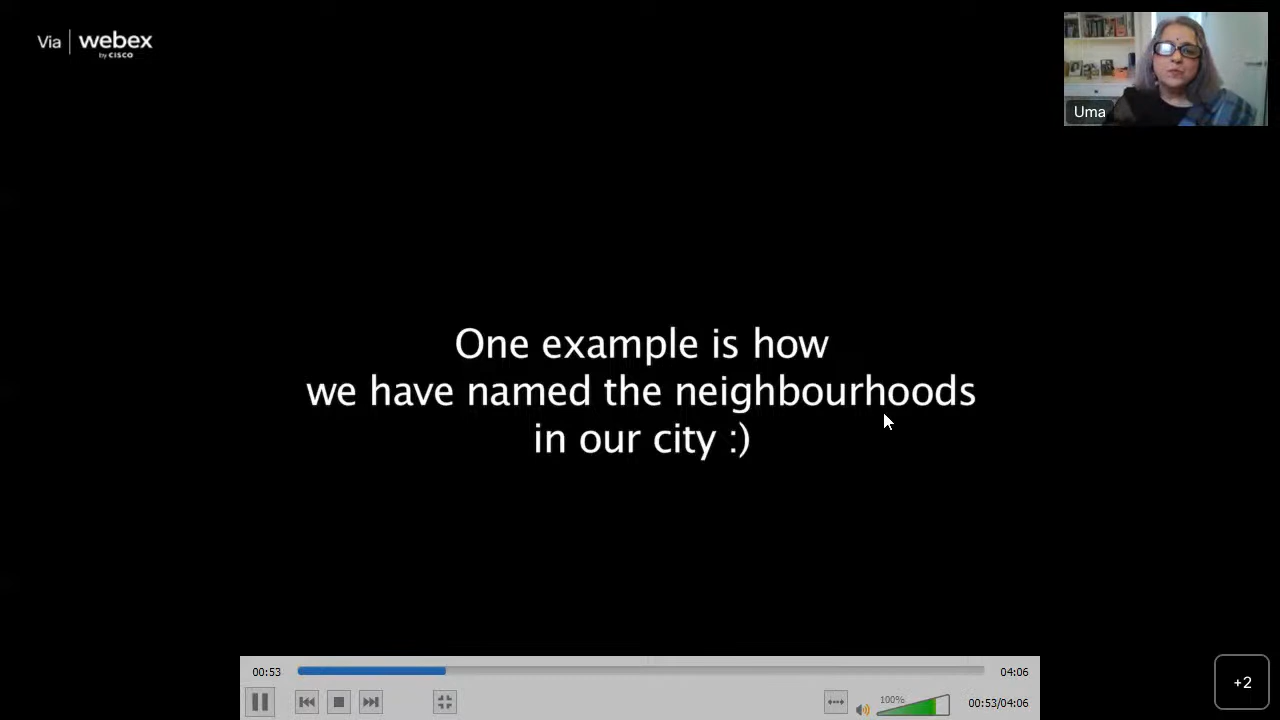 Via webex
by CISCO
Uma
One example is how
we have named the neighbourhoods
in our city :)
00:53
04:06
100%
00:53/04:06
+2